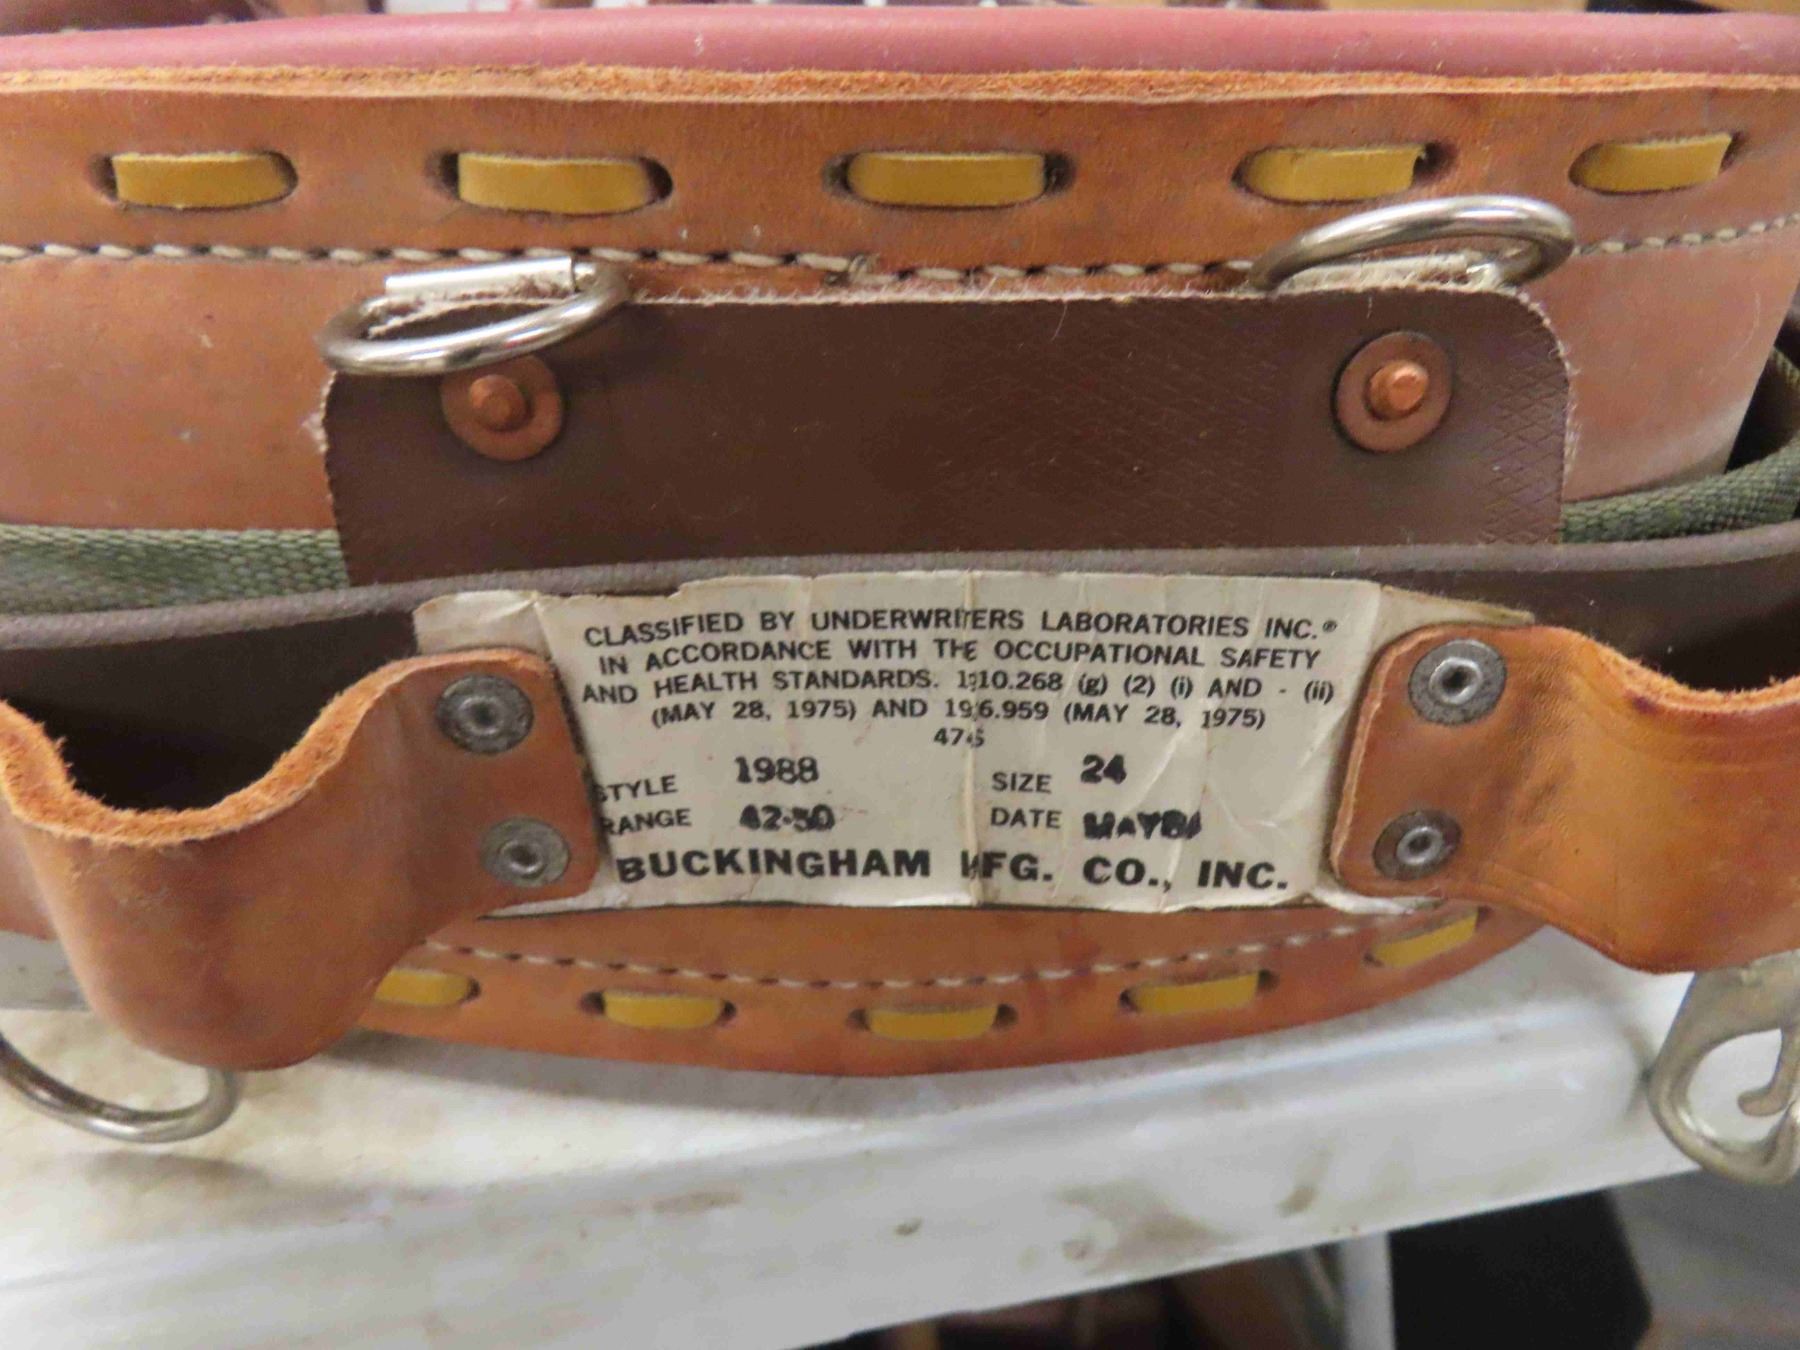 CLASSIFIED BY UNDERWRITERS LABORATORIES INC.®
IN ACCORDANCE WITH THE OCCUPATIONAL SAFETY
AND HEALTH STANDARDS. 1910.268 (g) (2) (i) AND - (ii)
(MAY 28, 1975) AND 1926.959 (MAY 28, 1975)
STYLE 1988 SIZE 24
RANGE 42-50 DATE
BUCKINGHAM MFG. CO., INC.